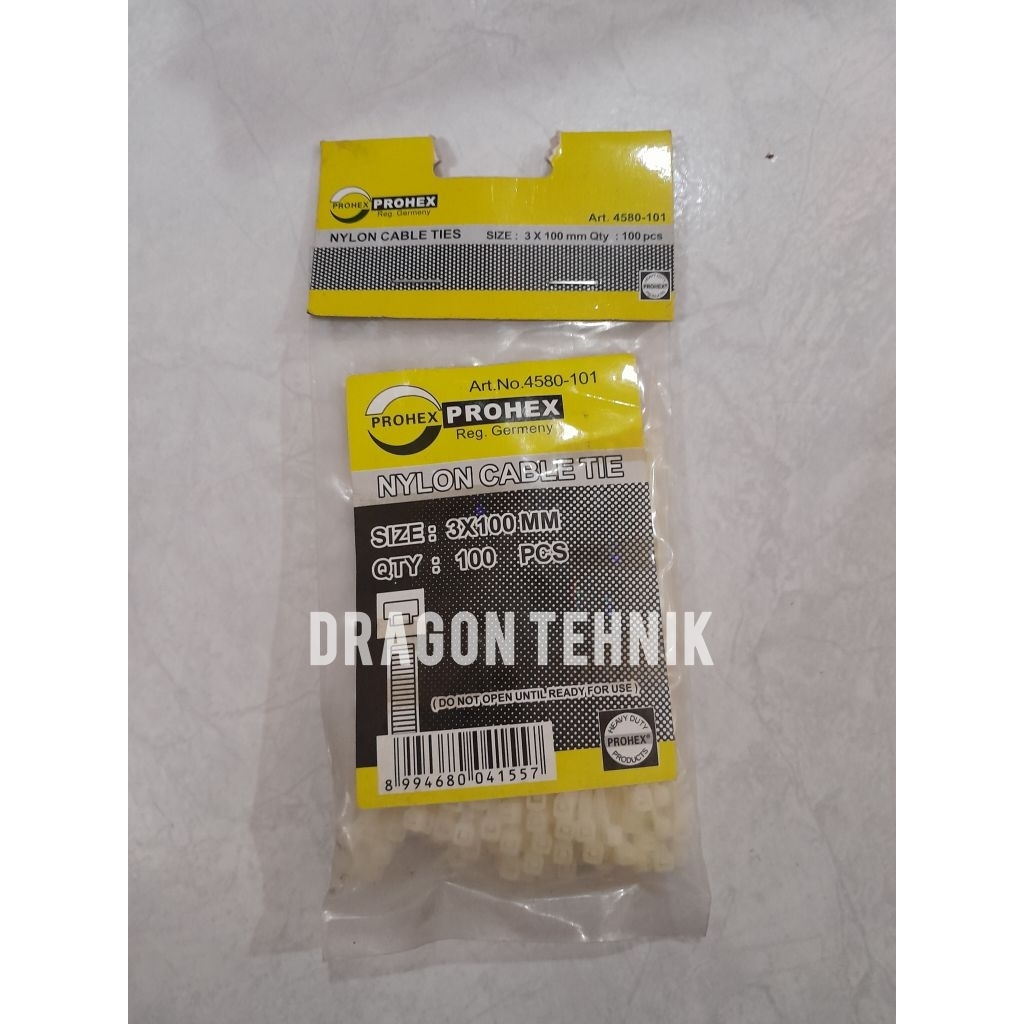 PROHEX PROHEX
Reg. Germeny
Art. 4580-101
NYLON CABLE TIES SIZE : 3 X 100 mm Qty : 100 pcs
PROHEX®
Art.No.4580-101
PROHEX PROHEX
Reg. Germeny
NYLON CABLE TIE
SIZE : 3X100 MM
QTY : 100 PCS
DRAGON TEHNIK
( DO NOT OPEN UNTIL READY FOR USE )
HEAVY DUTY
PROHEX®
PRODUCTS
8 994680 041557